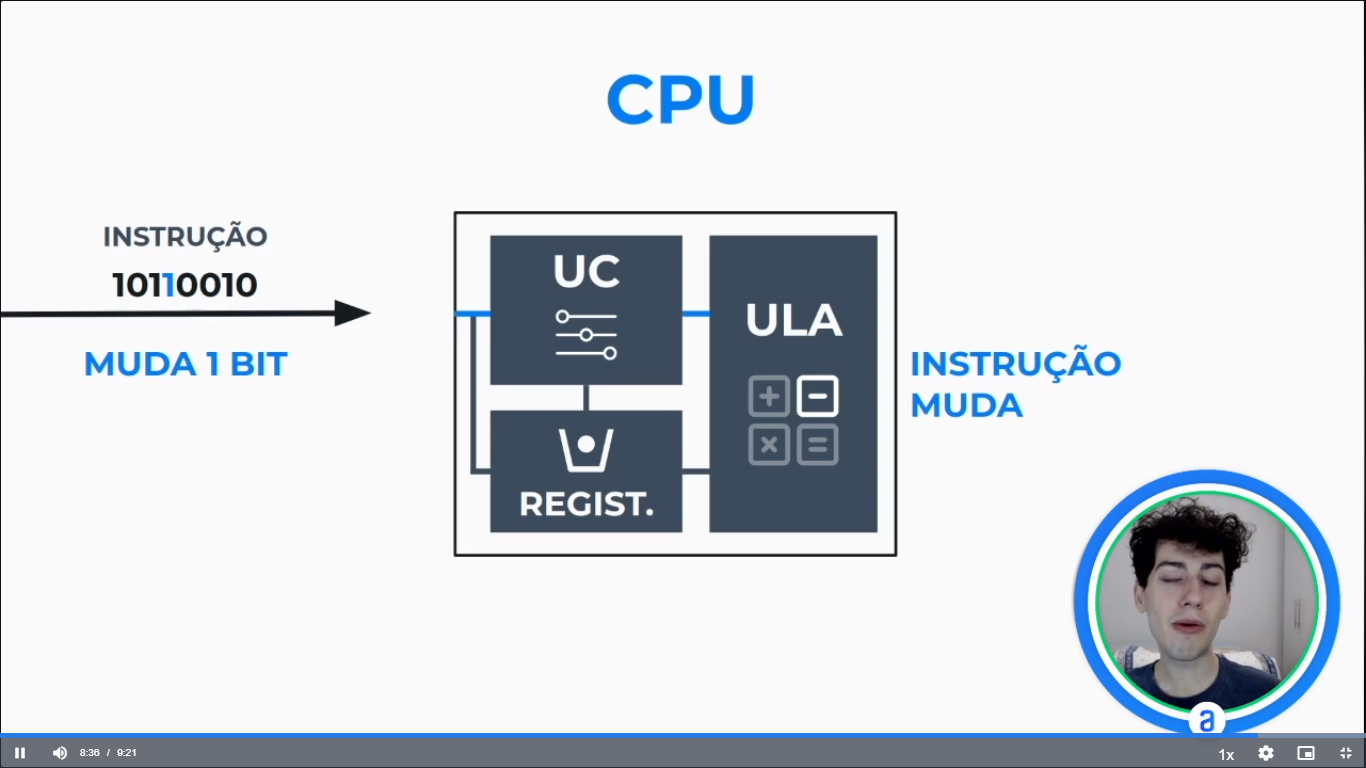 CPU
INSTRUÇÃO
10110010
MUDA 1 BIT
UC
ULA
REGIST.
INSTRUÇÃO
MUDA
a
8:36 / 9:21
1x